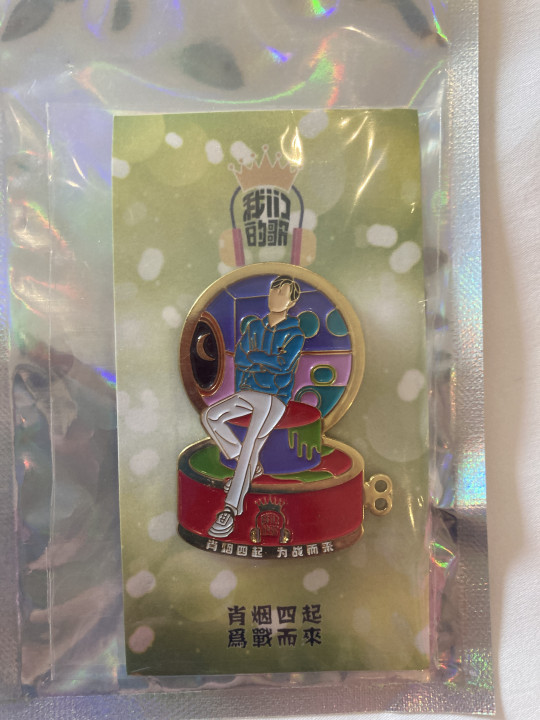 我们
的歌
肖烟四起 为战而来
肖烟四起
爲戰而來